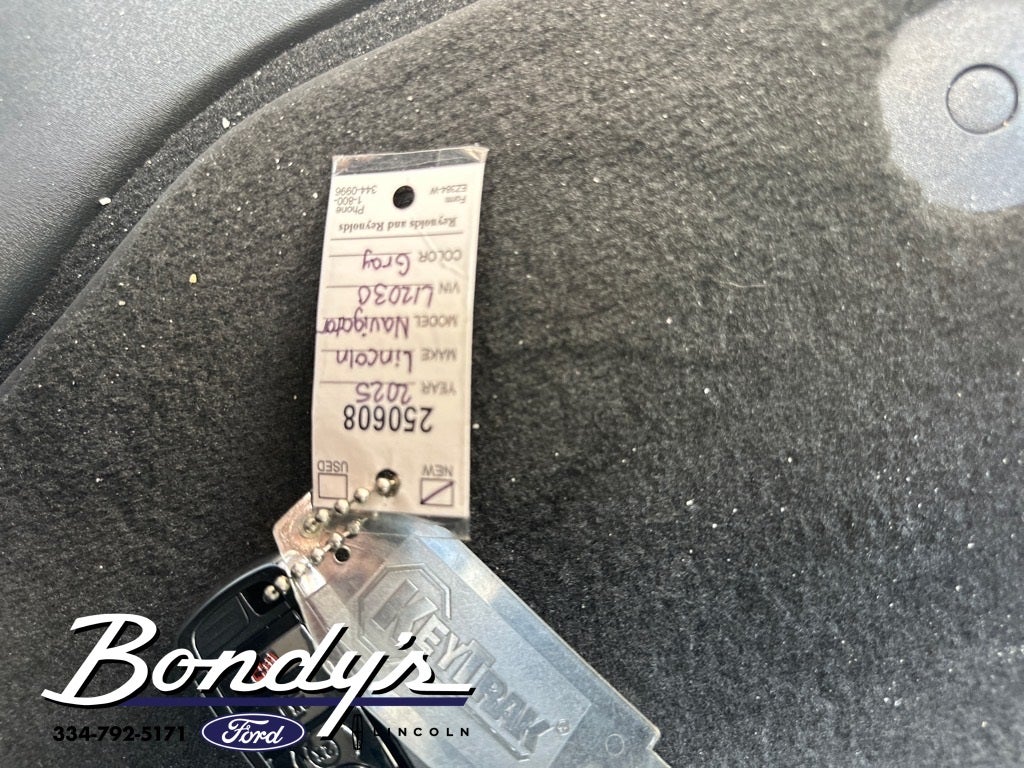 NEW USED
250608
YEAR 2025
MAKE Lincoln
MODEL Navigator
VIN L12030
COLOR Gray
Reynolds and Reynolds
Form
EZ384-W
Phone
1-800-
344-0996
KEYTRAK®
Bondy's
334-792-5171 Ford LINCOLN